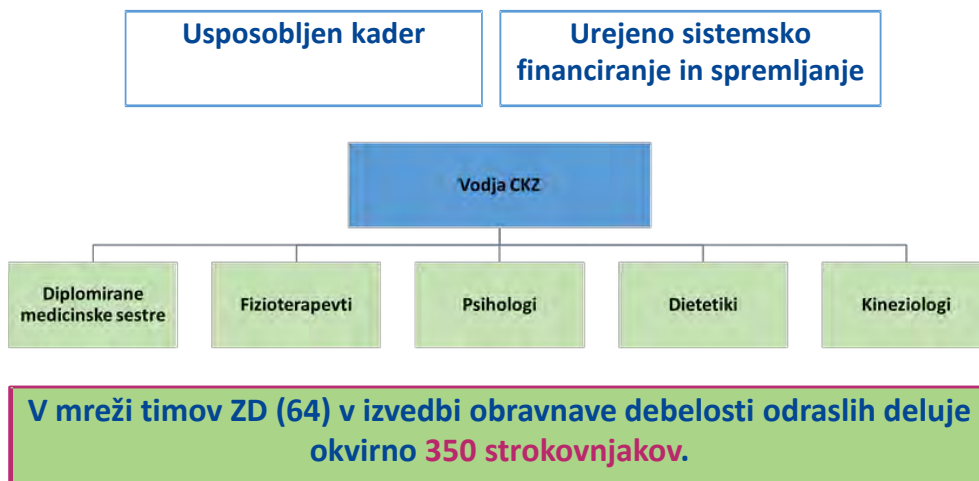 Usposobljen kader
Urejeno sistemsko
financiranje in spremljanje
Vodja CKZ
Diplomirane
medicinske sestre
Fizioterapevti
Psihologi
Dietetiki
Kineziologi
V mreži timov ZD (64) v izvedbi obravnave debelosti odraslih deluje
okvirno 350 strokovnjakov.